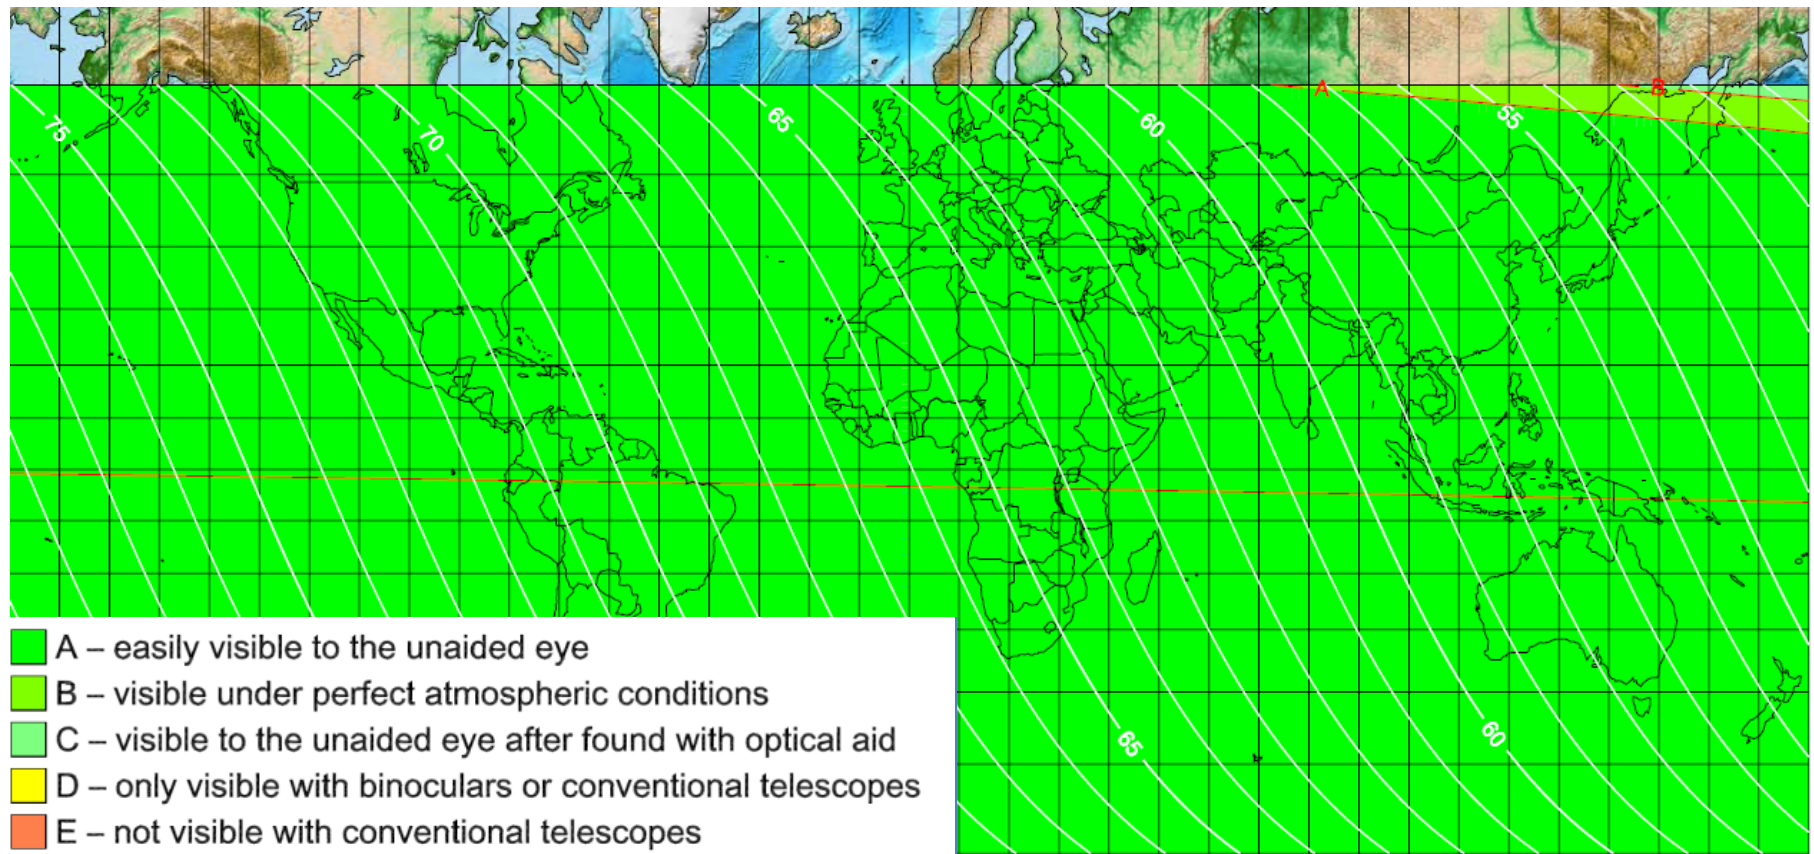 A
B
75
70
65
60
55
65
60
A – easily visible to the unaided eye
B – visible under perfect atmospheric conditions
C – visible to the unaided eye after found with optical aid
D – only visible with binoculars or conventional telescopes
E – not visible with conventional telescopes